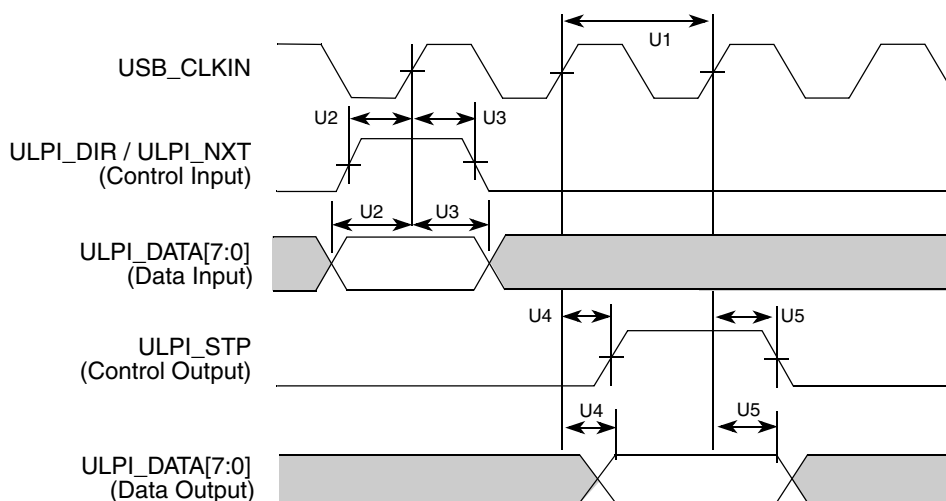 U1
USB_CLKIN
U2 U3
ULPI_DIR / ULPI_NXT
(Control Input)
U2 U3
ULPI_DATA[7:0]
(Data Input)
U4 U5
ULPI_STP
(Control Output)
U4 U5
ULPI_DATA[7:0]
(Data Output)